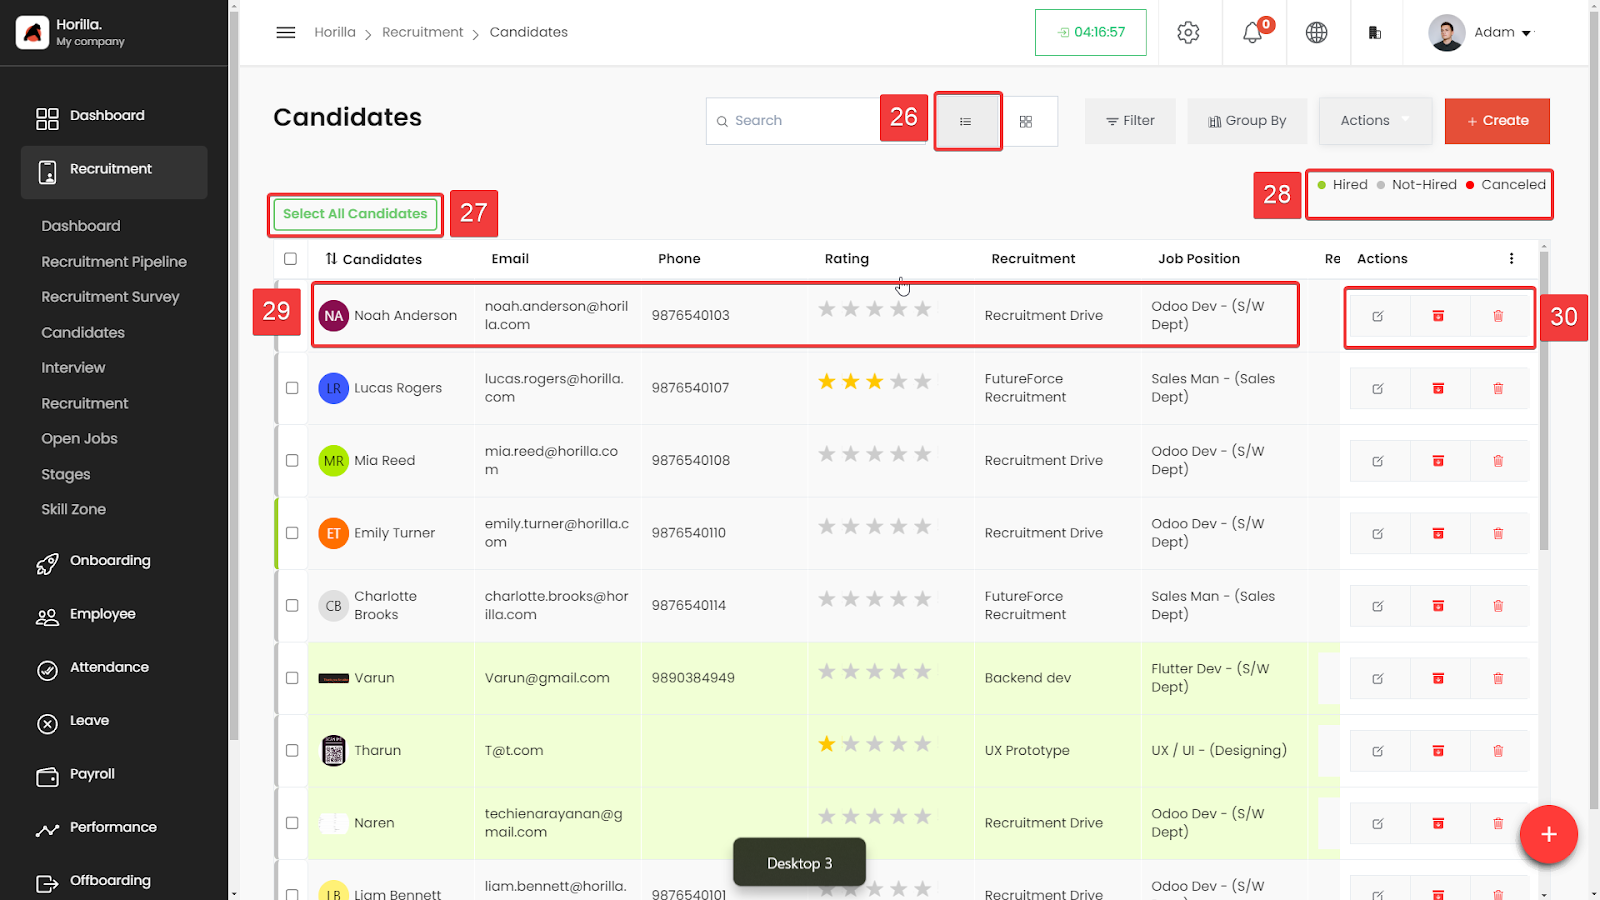 Horilla.
My company
Horilla
Recruitment
Candidates
04:16:57
0
Adam
Dashboard
Recruitment
Dashboard
Recruitment Pipeline
Recruitment Survey
Candidates
Interview
Recruitment
Open Jobs
Stages
Skill Zone
Onboarding
Employee
Attendance
Leave
Payroll
Performance
Offboarding
Candidates
Search
26
Filter
Group By
Actions
+ Create
28
Hired
Not-Hired
Canceled
Select All Candidates
27
Candidates
Email
Phone
Rating
Recruitment
Job Position
Re
Actions
29
NA
Noah Anderson
noah.anderson@horil
la.com
9876540103
Recruitment Drive
Odoo Dev - (S/W
Dept)
30
LR
Lucas Rogers
lucas.rogers@horilla.
com
9876540107
FutureForce
Recruitment
Sales Man - (Sales
Dept)
MR
Mia Reed
mia.reed@horilla.co
m
9876540108
Recruitment Drive
Odoo Dev - (S/W
Dept)
ET
Emily Turner
emily.turner@horilla.c
om
9876540110
Recruitment Drive
Odoo Dev - (S/W
Dept)
CB
Charlotte
Brooks
charlotte.brooks@hor
illa.com
9876540114
FutureForce
Recruitment
Sales Man - (Sales
Dept)
Varun
Varun@gmail.com
9890384949
Backend dev
Flutter Dev - (S/W
Dept)
Tharun
T@t.com
UX Prototype
UX / UI - (Designing)
Naren
techienarayanan@g
mail.com
Recruitment Drive
Odoo Dev - (S/W
Dept)
LB
Liam Bennett
liam.bennett@horilla.
9876540101
Recruitment Drive
Odoo Dev - (S/W
Desktop 3
+